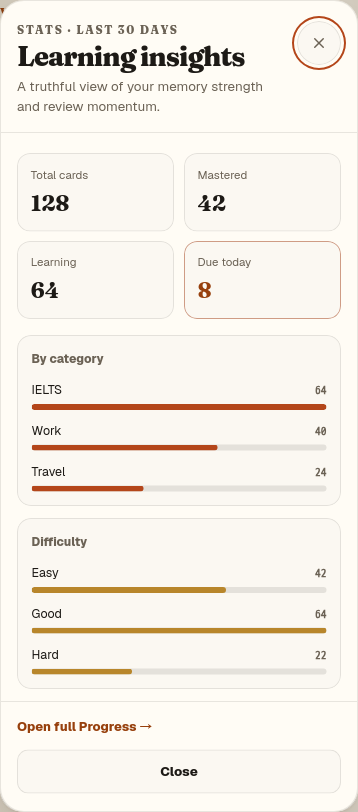 STATS · LAST 30 DAYS
Learning insights
A truthful view of your memory strength
and review momentum.
Total cards
128
Mastered
42
Learning
64
Due today
8
By category
IELTS 64
Work 40
Travel 24
Difficulty
Easy 42
Good 64
Hard 22
Open full Progress →
Close